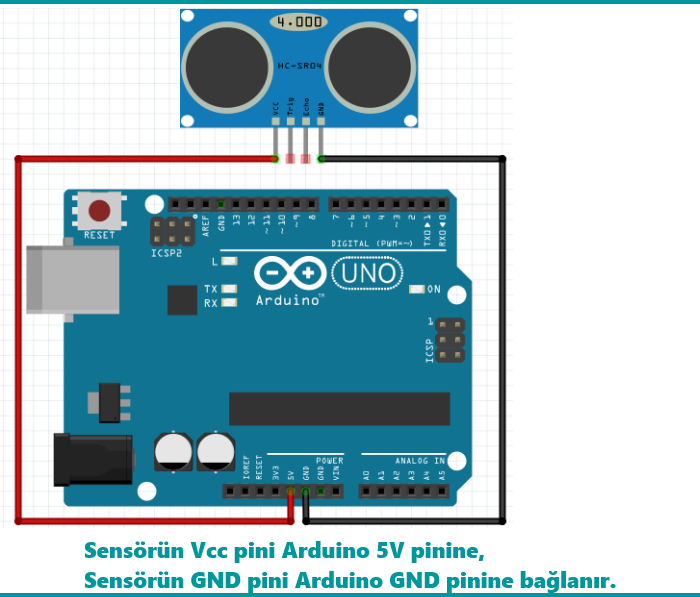 4.000
HC-SR04
VCC Trig Echo GND
AREF GND 13 12 ~11 ~10 ~9 8 7 ~6 ~5 4 ~3 2 TX0▶1 RX0◀0
RESET
ICSP2
DIGITAL (PWM=~)
L
TX
RX
UNO
ON
Arduino™
1
ICSP
POWER
ANALOG IN
IOREF RESET 3V3 5V GND GND VIN A0 A1 A2 A3 A4 A5
Sensörün Vcc pini Arduino 5V pinine,
Sensörün GND pini Arduino GND pinine bağlanır.